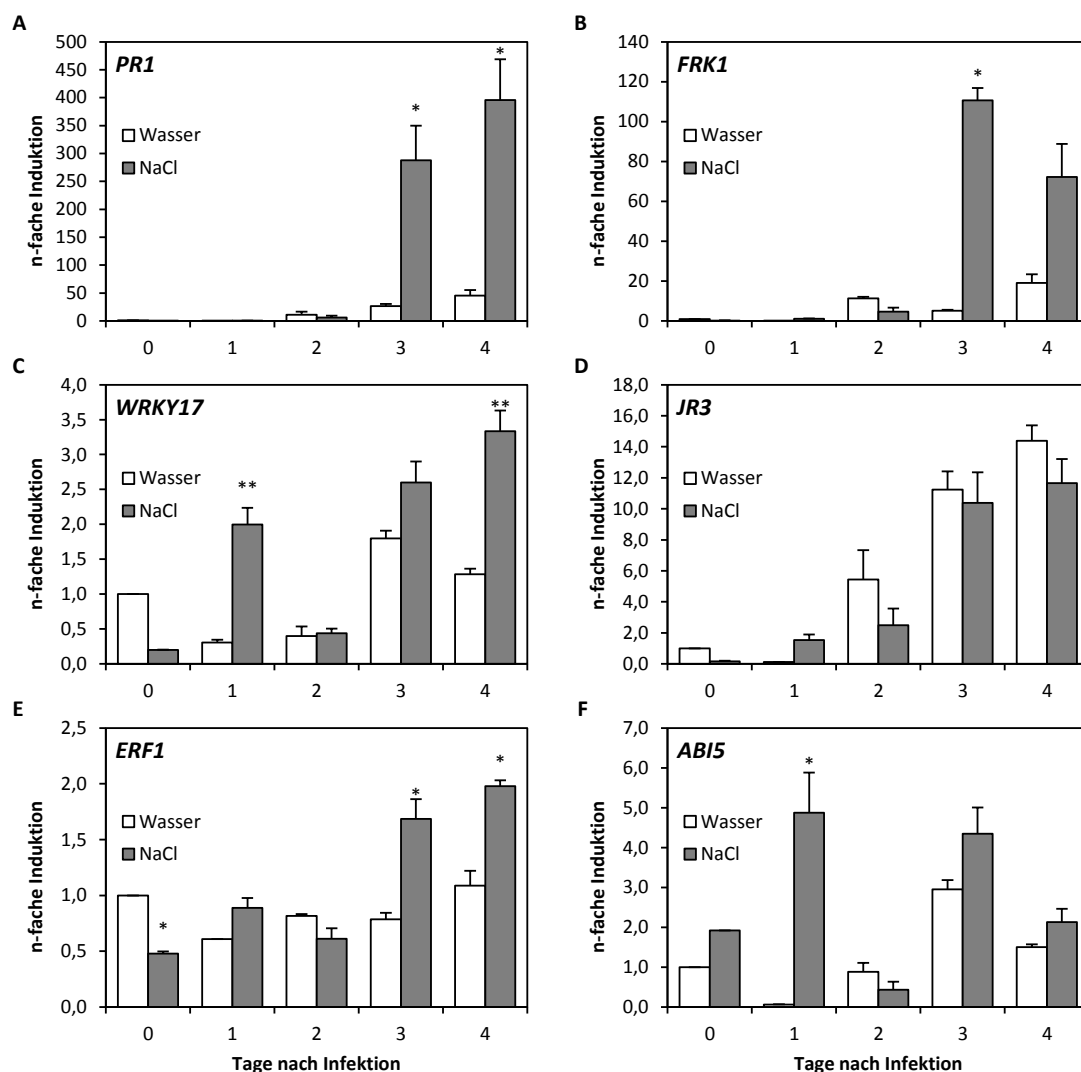 A
PR1
n-fache Induktion
500
450
400
350
300
250
200
150
100
50
0
Wasser
NaCl
* *
0 1 2 3 4
B
FRK1
n-fache Induktion
140
120
100
80
60
40
20
0
Wasser
NaCl
*
0 1 2 3 4
C
WRKY17
n-fache Induktion
4,0
3,5
3,0
2,5
2,0
1,5
1,0
0,5
0,0
Wasser
NaCl
** **
0 1 2 3 4
D
JR3
n-fache Induktion
18,0
16,0
14,0
12,0
10,0
8,0
6,0
4,0
2,0
0,0
Wasser
NaCl
0 1 2 3 4
E
ERF1
n-fache Induktion
2,5
2,0
1,5
1,0
0,5
0,0
Wasser
NaCl
* * *
0 1 2 3 4
Tage nach Infektion
F
ABI5
n-fache Induktion
7,0
6,0
5,0
4,0
3,0
2,0
1,0
0,0
Wasser
NaCl
*
0 1 2 3 4
Tage nach Infektion